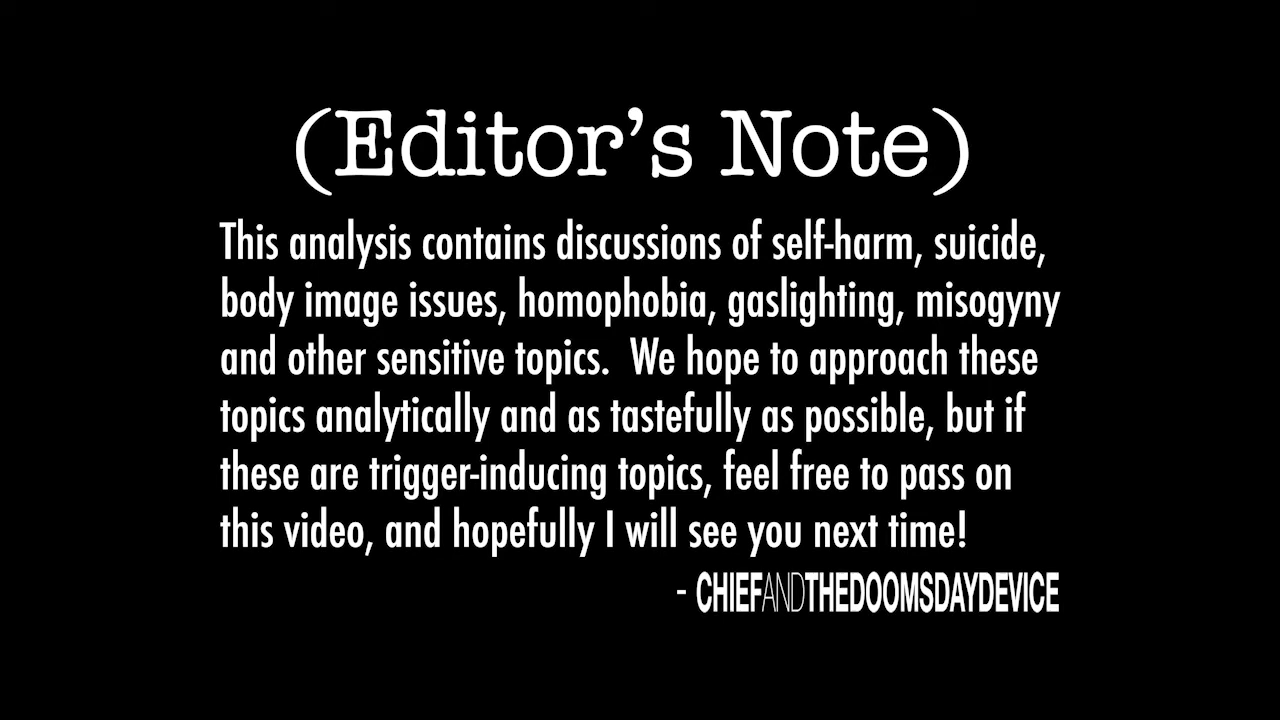 (Editor’s Note)
This analysis contains discussions of self-harm, suicide,
body image issues, homophobia, gaslighting, misogyny
and other sensitive topics.  We hope to approach these
topics analytically and as tastefully as possible, but if
these are trigger-inducing topics, feel free to pass on
this video, and hopefully I will see you next time!
- CHIEFANDTHEDOOMSDAYDEVICE